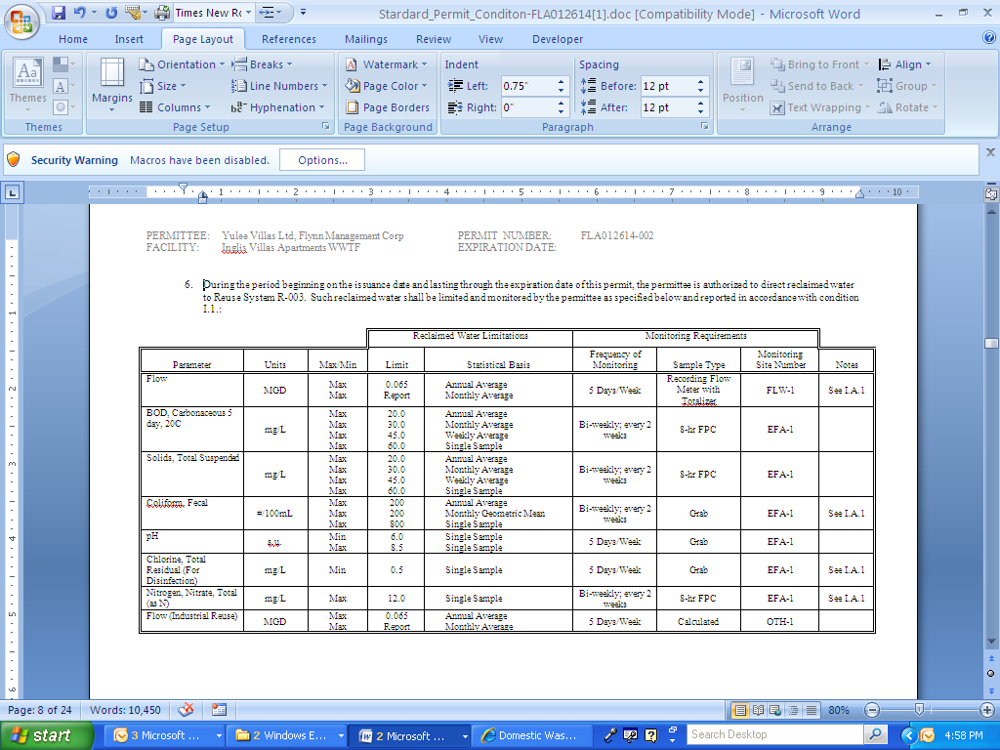 Times New Ro
Stardard_Permit_Conditon-FLA012614[1].doc [Compatibility Mode] - Microsoft Word
Home Insert Page Layout References Mailings Review View Developer
Aa Themes Margins Orientation Breaks Watermark Indent Spacing Position Bring to Front Align
Size Line Numbers Page Color Left: 0.75" Before: 12 pt Send to Back Group
Columns Hyphenation Page Borders Right: 0" After: 12 pt Text Wrapping Rotate
Themes Page Setup Page Background Paragraph Arrange
Security Warning Macros have been disabled. Options...
1 1 2 3 4 5 6 7 8 9 10
PERMITTEE: Yulee Villas Ltd, Flynn Management Corp PERMIT NUMBER: FLA012614-002
FACILITY: Inglis Villas Apartments WWTF EXPIRATION DATE:
6. During the period beginning on the issuance date and lasting through the expiration date of this permit, the permittee is authorized to direct reclaimed water
to Reuse System R-003. Such reclaimed water shall be limited and monitored by the permittee as specified below and reported in accordance with condition
I.1.:
Reclaimed Water Limitations Monitoring Requirements
Parameter Units Max/Min Limit Statistical Basis Frequency of Monitoring Sample Type Monitoring Site Number Notes
Flow MGD Max 0.065 Annual Average 5 Days/Week Recording Flow Meter with Totalizer FLW-1 See I.A.1
Max Report Monthly Average
BOD, Carbonaceous 5 day, 20C mg/L Max 20.0 Annual Average Bi-weekly; every 2 weeks 8-hr FPC EFA-1
Max 30.0 Monthly Average
Max 45.0 Weekly Average
Max 60.0 Single Sample
Solids, Total Suspended mg/L Max 20.0 Annual Average Bi-weekly; every 2 weeks 8-hr FPC EFA-1
Max 30.0 Monthly Average
Max 45.0 Weekly Average
Max 60.0 Single Sample
Coliform, Fecal #/100mL Max 200 Annual Average Bi-weekly; every 2 weeks Grab EFA-1 See I.A.1
Max 200 Monthly Geometric Mean
Max 800 Single Sample
pH s.u. Min 6.0 Single Sample 5 Days/Week Grab EFA-1
Max 8.5 Single Sample
Chlorine, Total Residual (For Disinfection) mg/L Min 0.5 Single Sample 5 Days/Week Grab EFA-1 See I.A.1
Nitrogen, Nitrate, Total (as N) mg/L Max 12.0 Single Sample Bi-weekly; every 2 weeks 8-hr FPC EFA-1 See I.A.1
Flow (Industrial Reuse) MGD Max 0.065 Annual Average 5 Days/Week Calculated OTH-1
Max Report Monthly Average
Page: 8 of 24 Words: 10,450 80%
start 3 Microsoft ... 2 Windows E... 2 Microsoft ... Domestic Was... Search Desktop 4:58 PM